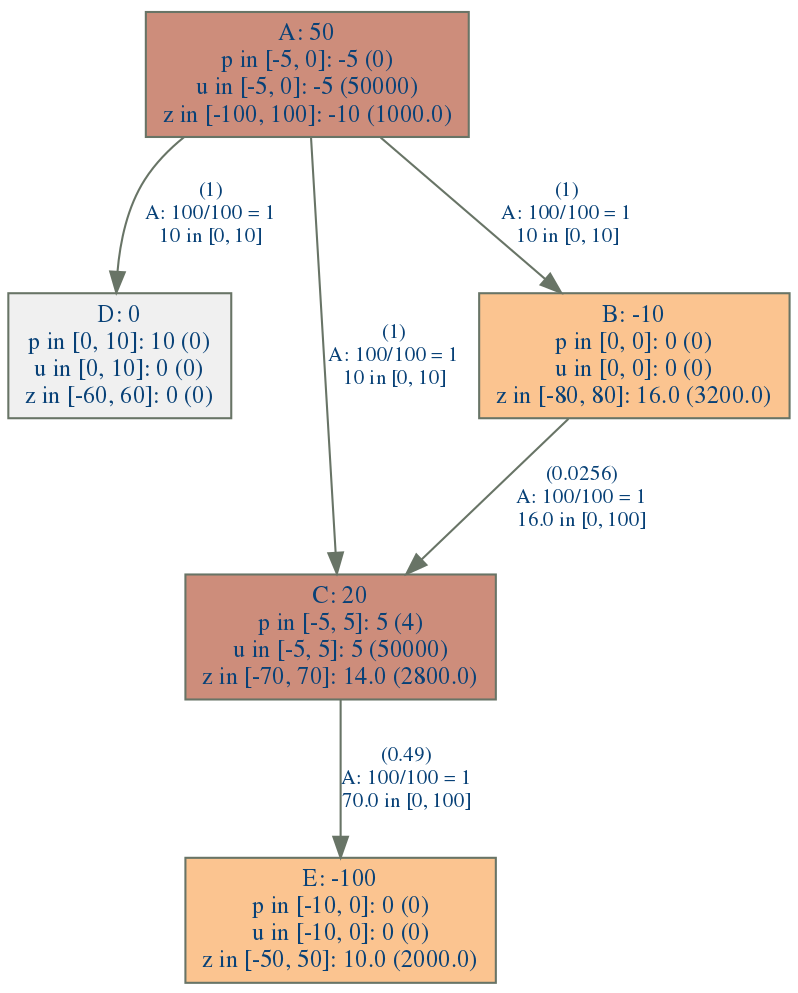 A: 50
p in [-5, 0]: -5 (0)
u in [-5, 0]: -5 (50000)
z in [-100, 100]: -10 (1000.0)
(1)
A: 100/100 = 1
10 in [0, 10]
(1)
A: 100/100 = 1
10 in [0, 10]
D: 0
p in [0, 10]: 10 (0)
u in [0, 10]: 0 (0)
z in [-60, 60]: 0 (0)
(1)
A: 100/100 = 1
10 in [0, 10]
B: -10
p in [0, 0]: 0 (0)
u in [0, 0]: 0 (0)
z in [-80, 80]: 16.0 (3200.0)
(0.0256)
A: 100/100 = 1
16.0 in [0, 100]
C: 20
p in [-5, 5]: 5 (4)
u in [-5, 5]: 5 (50000)
z in [-70, 70]: 14.0 (2800.0)
(0.49)
A: 100/100 = 1
70.0 in [0, 100]
E: -100
p in [-10, 0]: 0 (0)
u in [-10, 0]: 0 (0)
z in [-50, 50]: 10.0 (2000.0)